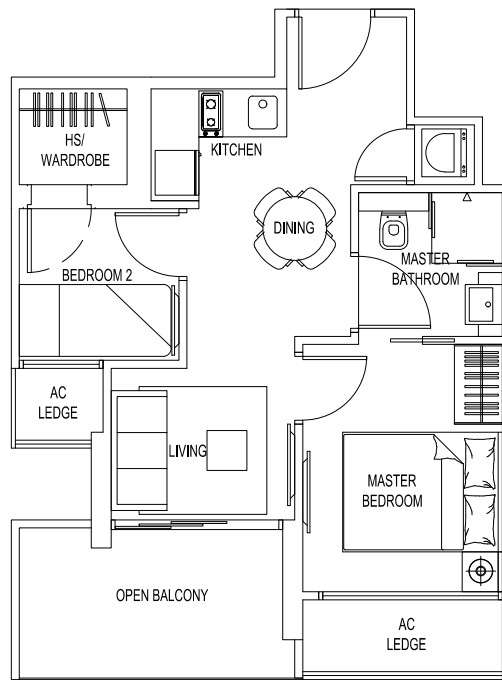 HS/
WARDROBE
KITCHEN
DINING
MASTER
BATHROOM
BEDROOM 2
AC
LEDGE
LIVING
MASTER
BEDROOM
OPEN BALCONY
AC
LEDGE